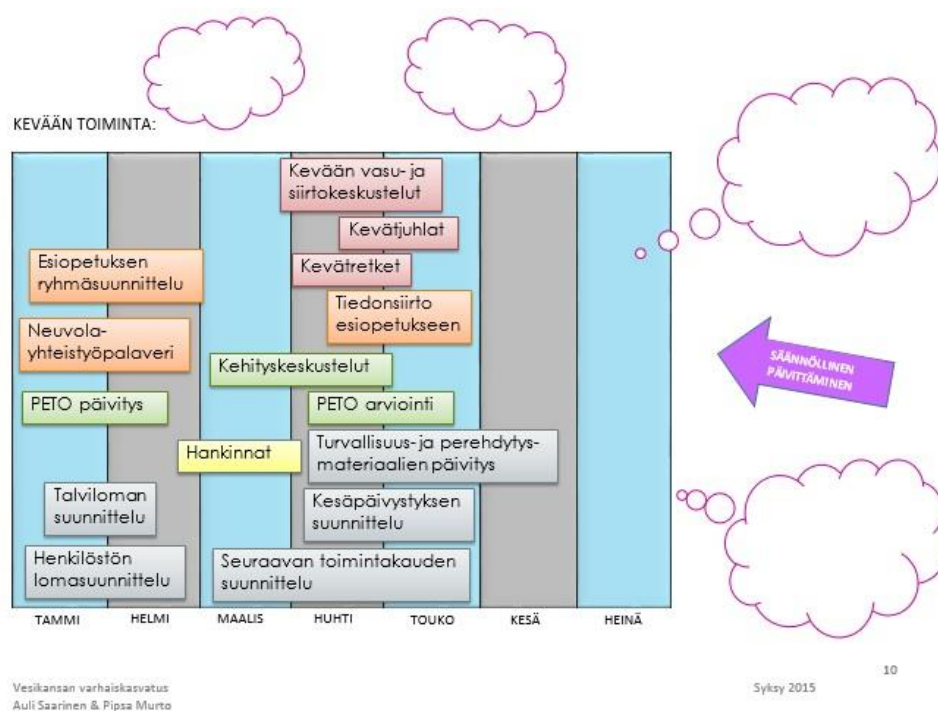 KEVÄÄN TOIMINTA:
Kevään vasu- ja
siirtokeskustelut
Kevätjuhlat
Esiopetuksen
ryhmäsuunnittelu
Kevätretket
Tiedonsiirto
esiopetukseen
Neuvola-
yhteistyöpalaveri
Kehityskeskustelut
SÄÄNNÖLLINEN
PÄIVITTÄMINEN
PETO päivitys
PETO arviointi
Hankinnat
Turvallisuus- ja perehdytys-
materiaalien päivitys
Talviloman
suunnittelu
Kesäpäivystyksen
suunnittelu
Henkilöstön
lomasuunnittelu
Seuraavan toimintakauden
suunnittelu
TAMMI HELMI MAALIS HUHTI TOUKO KESÄ HEINÄ
10
Vesikansan varhaiskasvatus
Auli Saarinen & Pipsa Murto
Syksy 2015